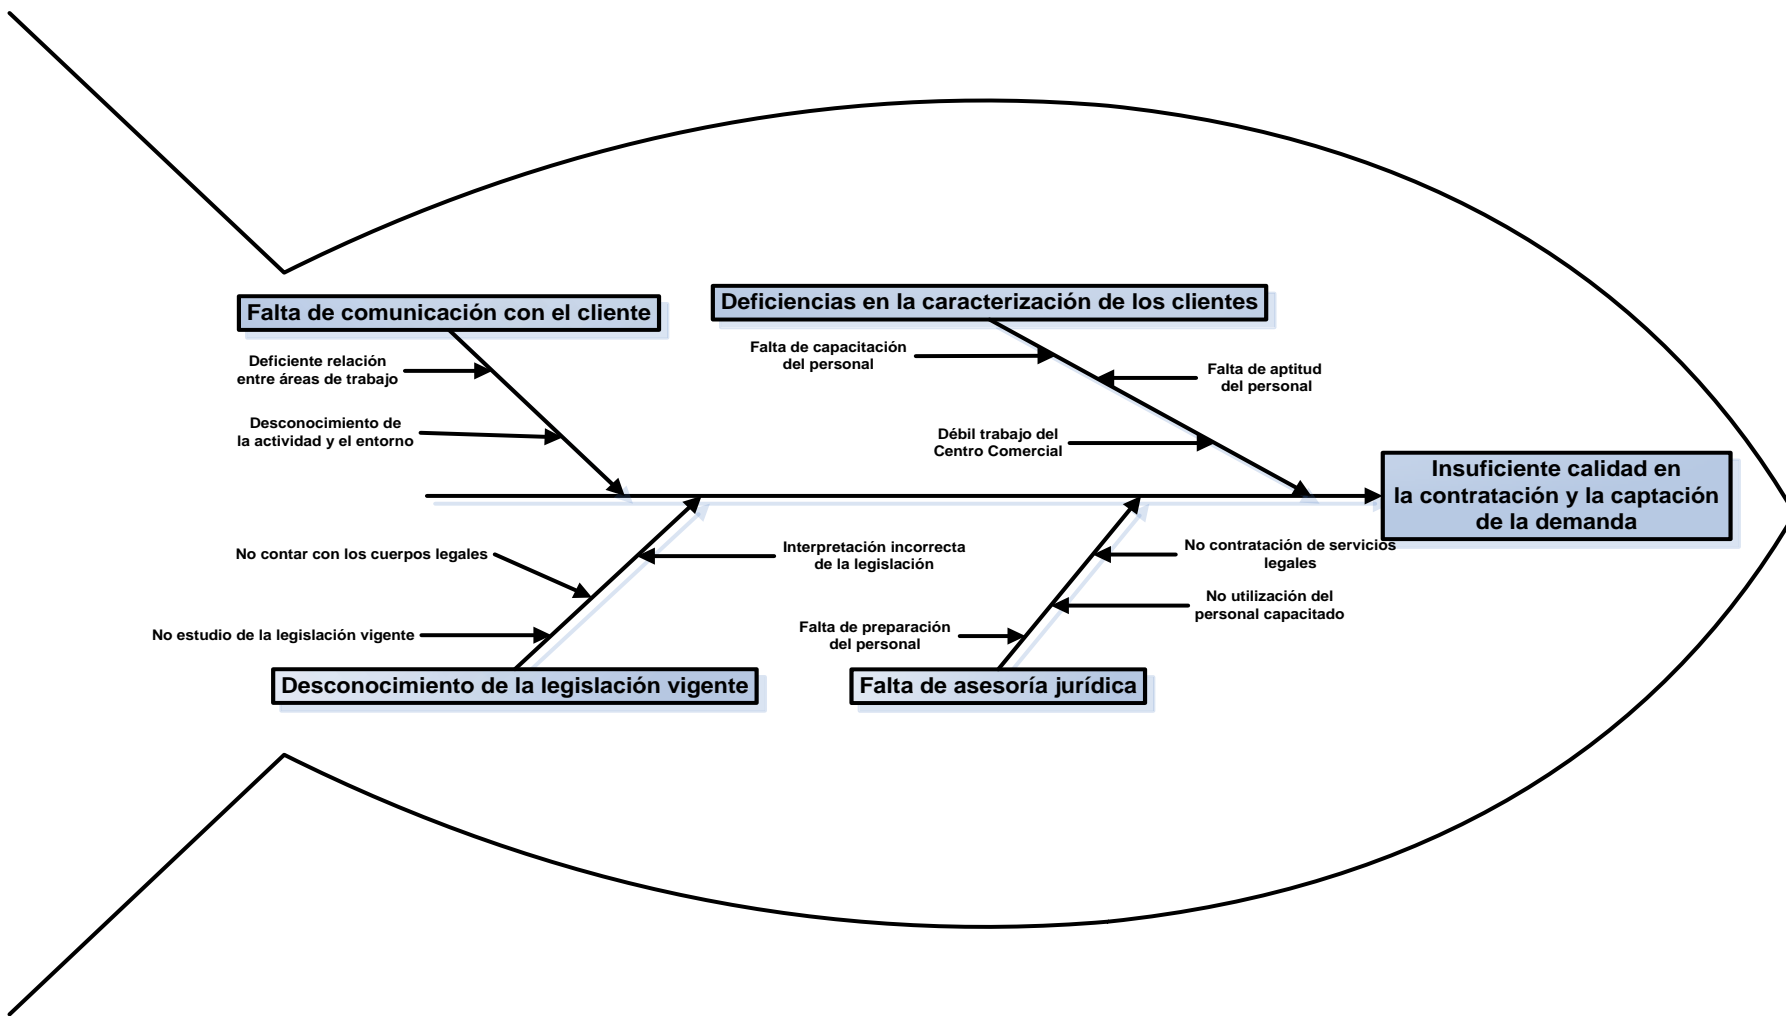 Falta de comunicación con el cliente
Deficiente relación
entre áreas de trabajo
Desconocimiento de
la actividad y el entorno
Deficiencias en la caracterización de los clientes
Falta de capacitación
del personal
Falta de aptitud
del personal
Débil trabajo del
Centro Comercial
Insuficiente calidad en
la contratación y la captación
de la demanda
No contar con los cuerpos legales
Interpretación incorrecta
de la legislación
No estudio de la legislación vigente
Desconocimiento de la legislación vigente
No contratación de servicios
legales
No utilización del
personal capacitado
Falta de preparación
del personal
Falta de asesoría jurídica